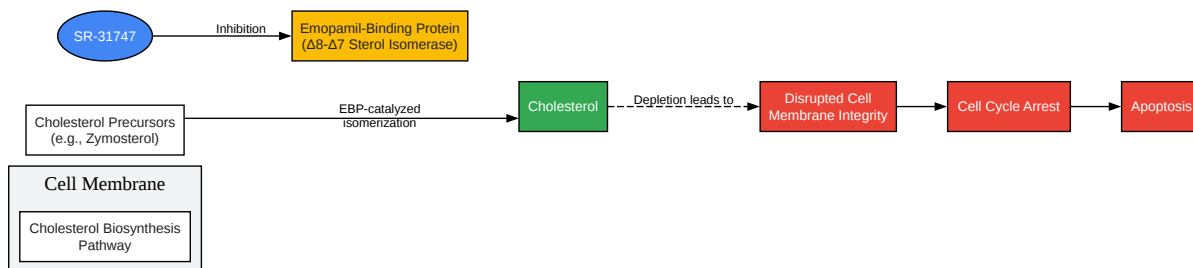 SR-31747
Inhibition
Emopamil-Binding Protein
(Δ8-Δ7 Sterol Isomerase)
Cholesterol Precursors
(e.g., Zymosterol)
EBP-catalyzed
isomerization
Cholesterol
Depletion leads to
Disrupted Cell
Membrane Integrity
Cell Cycle Arrest
Apoptosis
Cell Membrane
Cholesterol Biosynthesis
Pathway